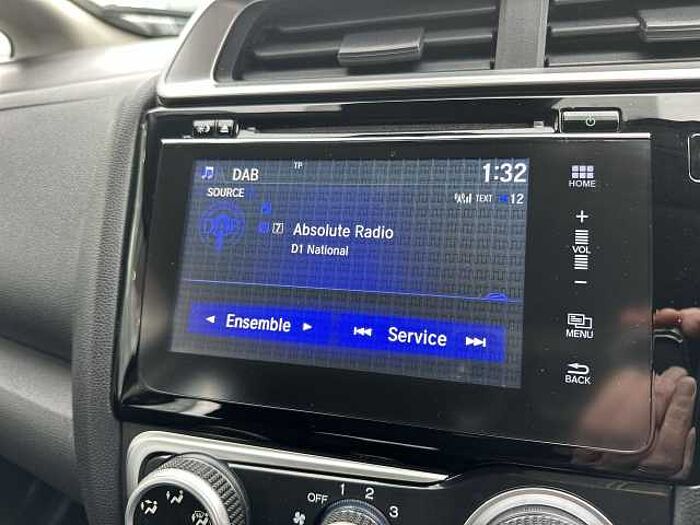 DAB
TP
1:32
SOURCE
TEXT
12
[7] Absolute Radio
D1 National
◄ Ensemble ►
Service
HOME
+
VOL
−
MENU
BACK
OFF 1 2 3